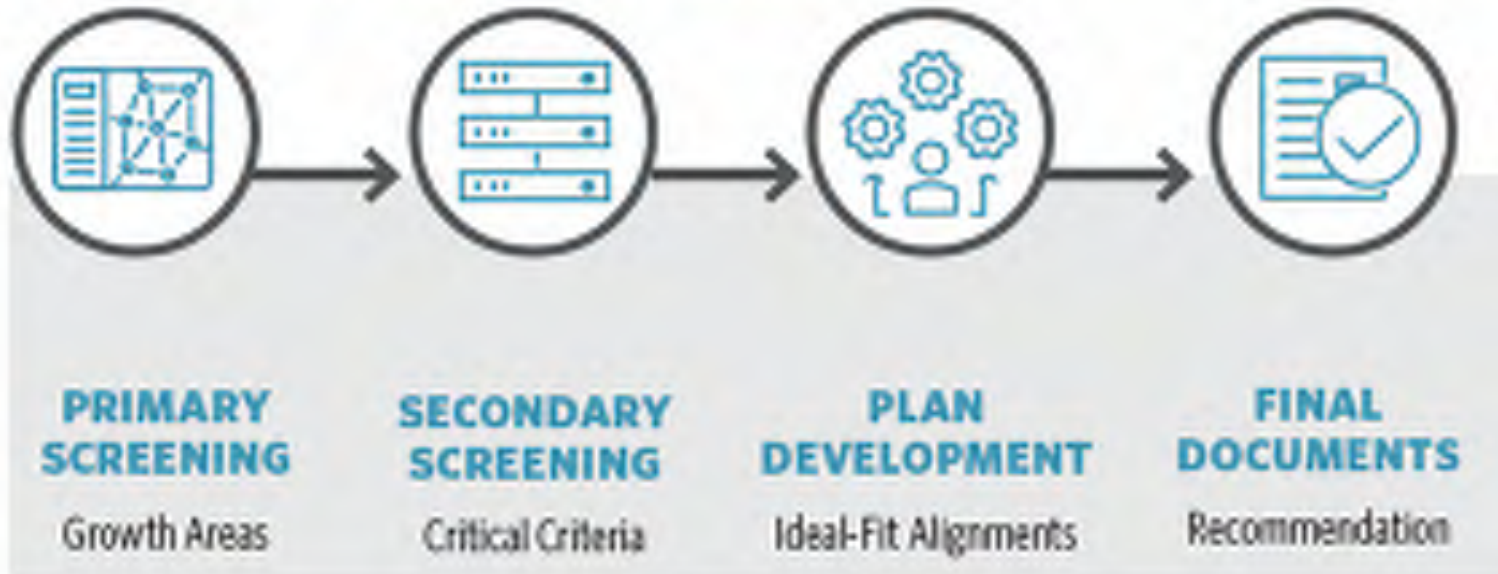 PRIMARY
SCREENING
Growth Areas
SECONDARY
SCREENING
Critical Criteria
PLAN
DEVELOPMENT
Ideal-Fit Alignments
FINAL
DOCUMENTS
Recommendation